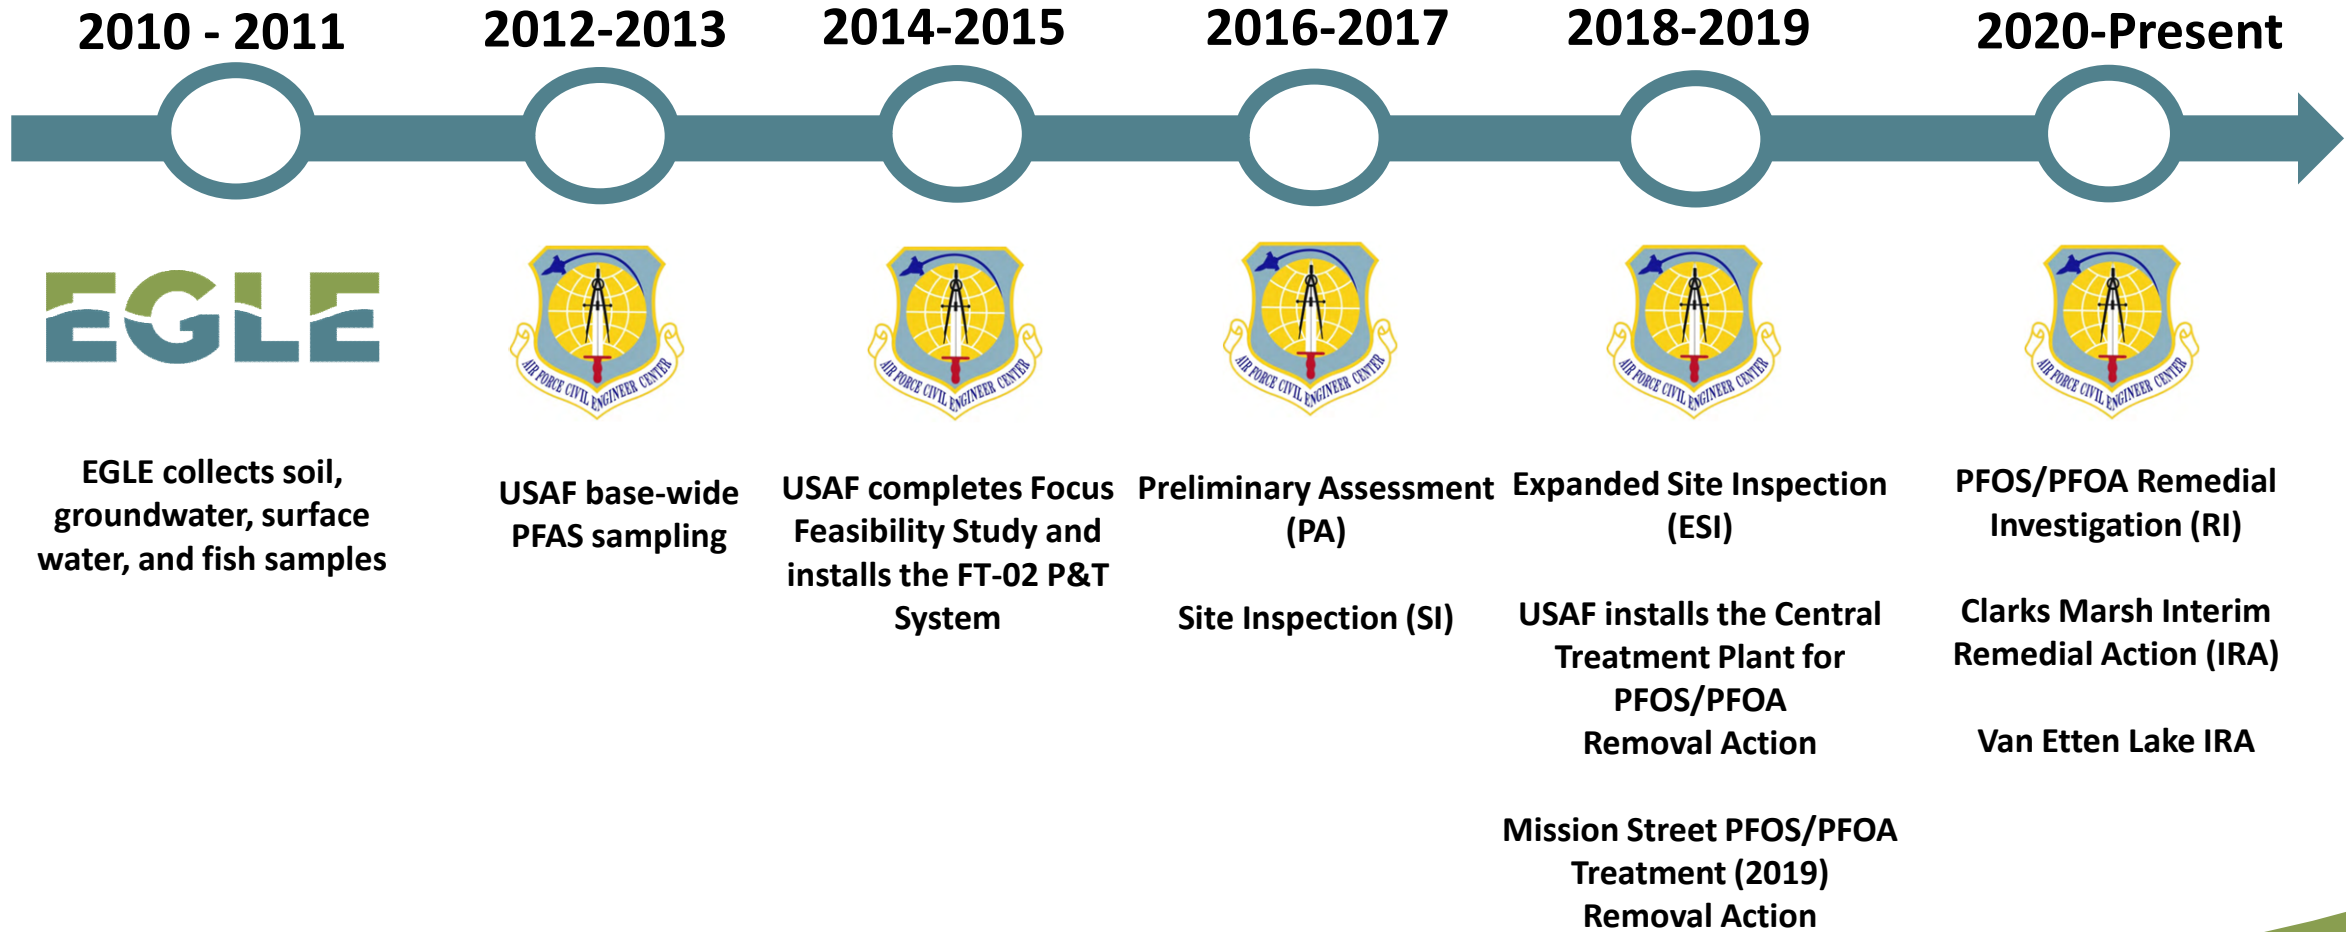 2010 - 2011
2012-2013
2014-2015
2016-2017
2018-2019
2020-Present
EGLE
AIR FORCE CIVIL ENGINEER CENTER
AIR FORCE CIVIL ENGINEER CENTER
AIR FORCE CIVIL ENGINEER CENTER
AIR FORCE CIVIL ENGINEER CENTER
AIR FORCE CIVIL ENGINEER CENTER
EGLE collects soil,
groundwater, surface
water, and fish samples
USAF base-wide
PFAS sampling
USAF completes Focus
Feasibility Study and
installs the FT-02 P&T
System
Preliminary Assessment
(PA)
Site Inspection (SI)
Expanded Site Inspection
(ESI)
USAF installs the Central
Treatment Plant for
PFOS/PFOA
Removal Action
Mission Street PFOS/PFOA
Treatment (2019)
Removal Action
PFOS/PFOA Remedial
Investigation (RI)
Clarks Marsh Interim
Remedial Action (IRA)
Van Etten Lake IRA